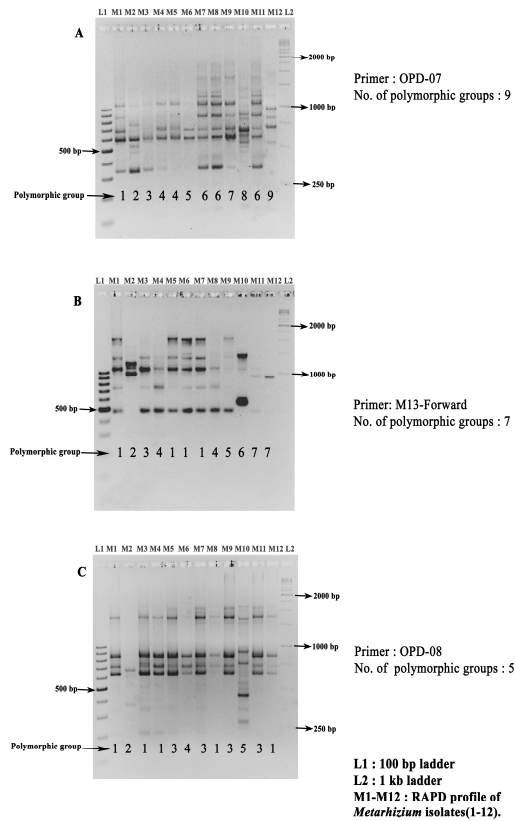 A
L1 M1 M2 M3 M4 M5 M6 M7 M8 M9 M10 M11 M12 L2
2000 bp
1000 bp
500 bp
250 bp
Polymorphic group 1 2 3 4 4 5 6 6 7 8 6 9
Primer : OPD-07
No. of polymorphic groups : 9
B
L1 M1 M2 M3 M4 M5 M6 M7 M8 M9 M10 M11 M12 L2
2000 bp
1000 bp
500 bp
Polymorphic group 1 2 3 4 1 1 1 4 5 6 7 7
Primer: M13-Forward
No. of polymorphic groups : 7
C
L1 M1 M2 M3 M4 M5 M6 M7 M8 M9 M10 M11 M12 L2
2000 bp
1000 bp
500 bp
250 bp
Polymorphic group 1 2 1 1 3 4 3 1 3 5 3 1
Primer : OPD-08
No. of polymorphic groups : 5
L1 : 100 bp ladder
L2 : 1 kb ladder
M1-M12 : RAPD profile of
Metarhizium isolates(1-12).